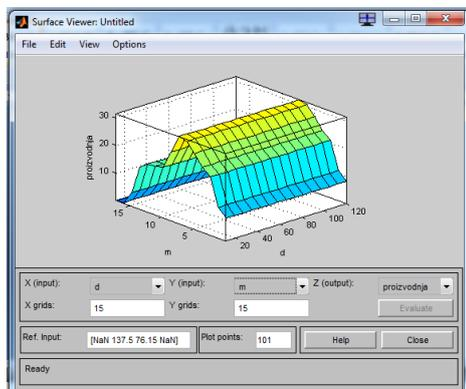 Surface Viewer: Untitled
File Edit View Options
30
20
10
proizvodnja
15
10
5
m
20 40 60 80 100 120
d
X (input): d Y (input): m Z (output): proizvodnja
X grids: 15 Y grids: 15 Evaluate
Ref. Input: [NaN 137.5 76.15 NaN] Plot points: 101 Help Close
Ready